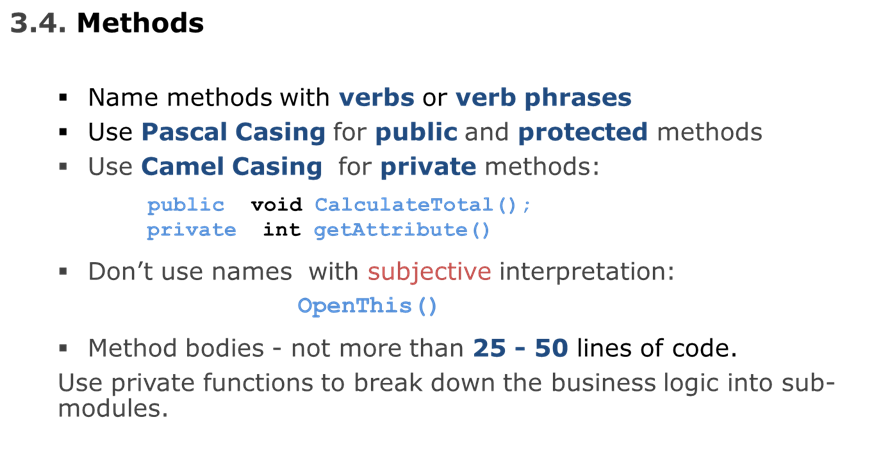 3.4. Methods
▪ Name methods with verbs or verb phrases
▪ Use Pascal Casing for public and protected methods
▪ Use Camel Casing  for private methods:
public  void CalculateTotal();
private  int getAttribute()
▪ Don’t use names  with subjective interpretation:
OpenThis()
▪ Method bodies - not more than 25 - 50 lines of code.
Use private functions to break down the business logic into sub-
modules.